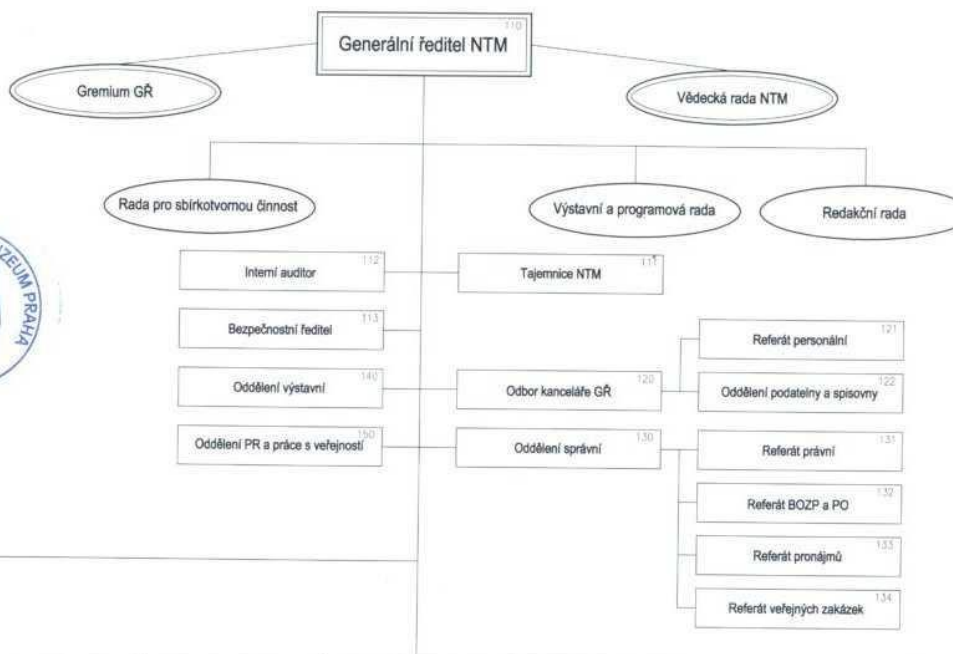 110
Generální ředitel NTM
Gremium GŘ
Vědecká rada NTM
Rada pro sbírkotvornou činnost
Výstavní a programová rada
Redakční rada
112
Interní auditor
111
Tajemnice NTM
113
Bezpečnostní ředitel
121
Referát personální
140
Oddělení výstavní
120
Odbor kanceláře GŘ
122
Oddělení podatelny a spisovny
150
Oddělení PR a práce s veřejností
130
Oddělení správní
131
Referát právní
132
Referát BOZP a PO
133
Referát pronájmů
134
Referát veřejných zakázek
PRAHA